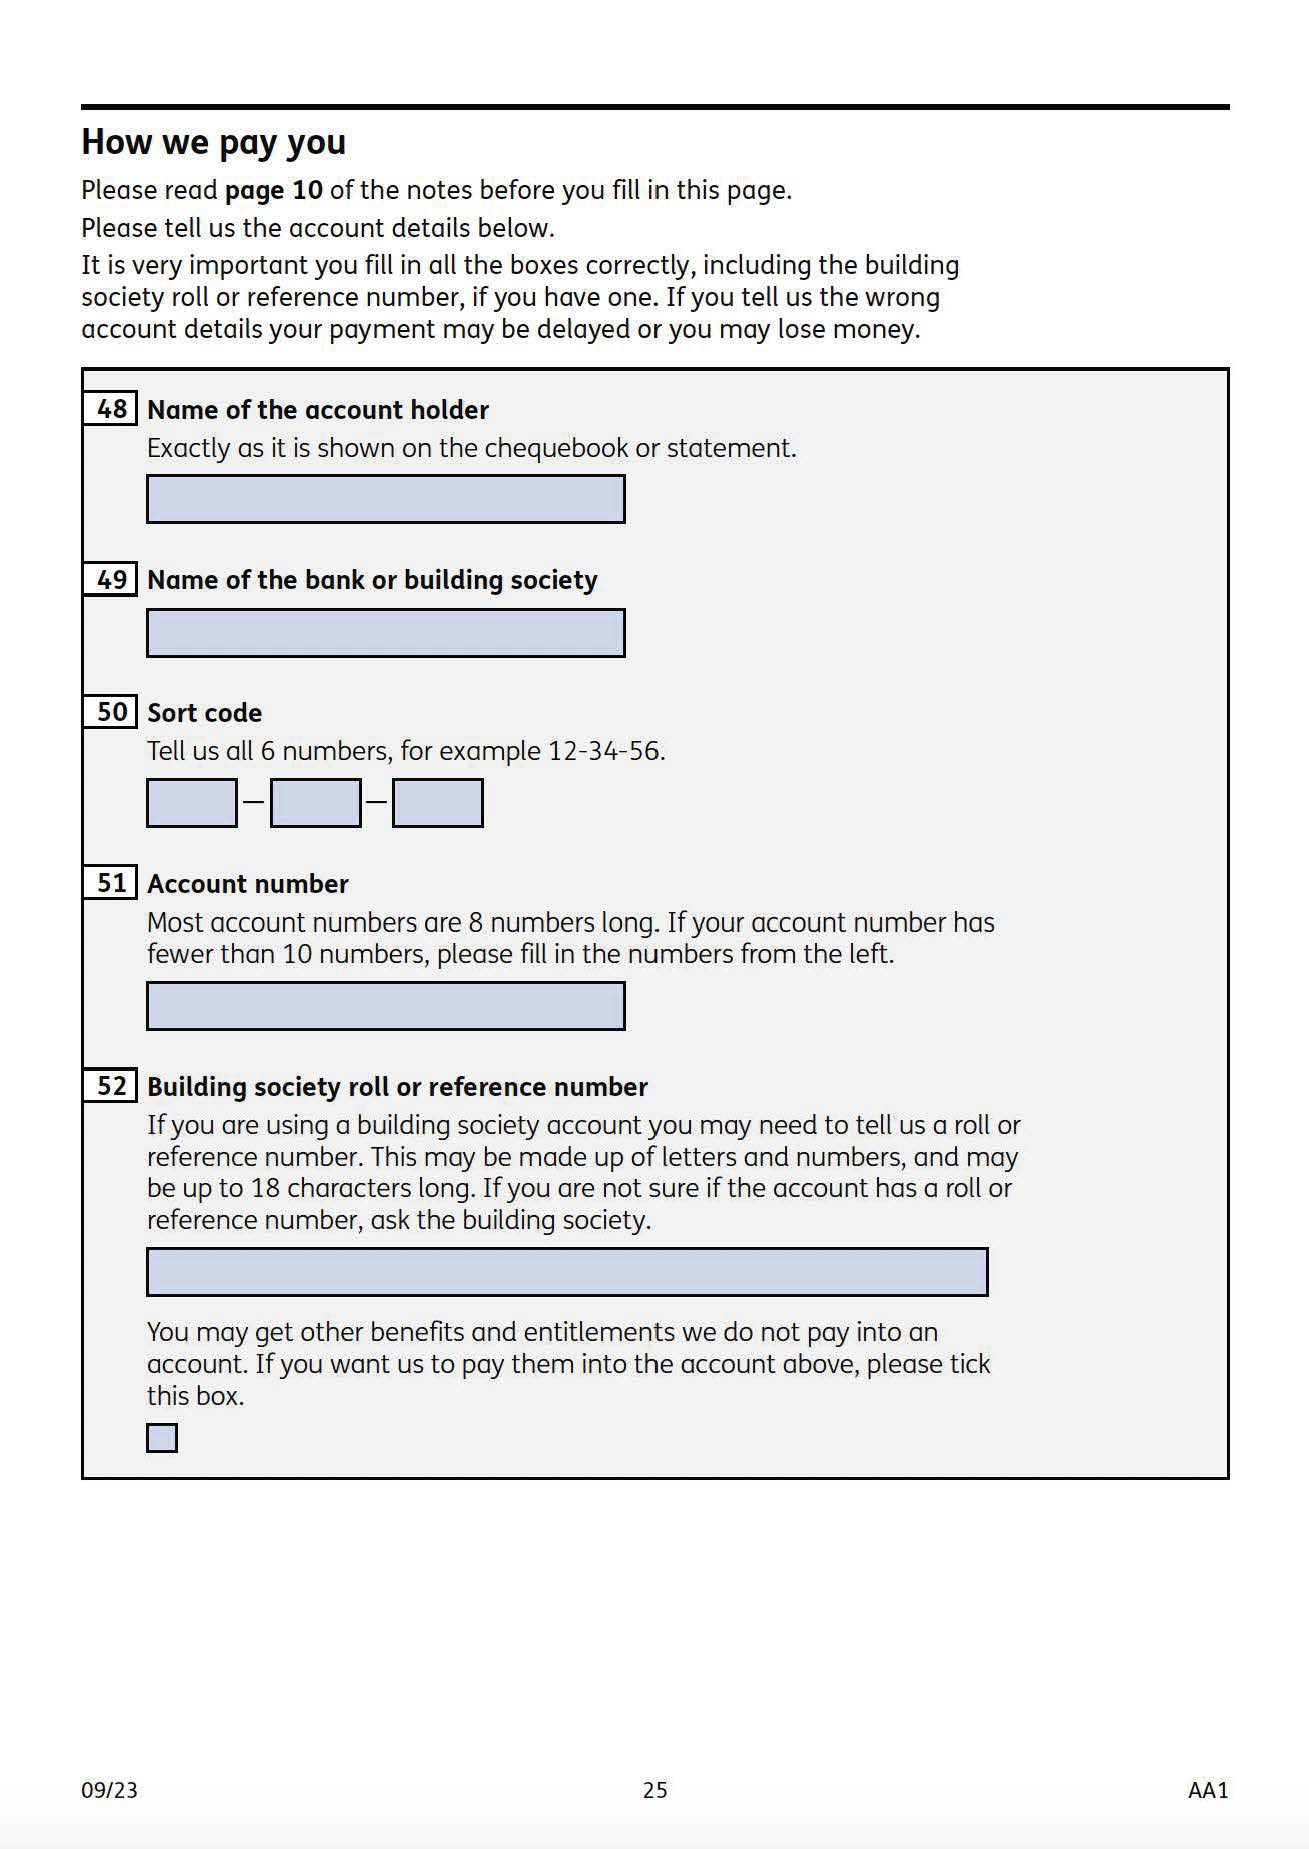 How we pay you
Please read page 10 of the notes before you fill in this page.
Please tell us the account details below.
It is very important you fill in all the boxes correctly, including the building
society roll or reference number, if you have one. If you tell us the wrong
account details your payment may be delayed or you may lose money.
48 Name of the account holder
Exactly as it is shown on the chequebook or statement.
49 Name of the bank or building society
50 Sort code
Tell us all 6 numbers, for example 12-34-56.
– –
51 Account number
Most account numbers are 8 numbers long. If your account number has
fewer than 10 numbers, please fill in the numbers from the left.
52 Building society roll or reference number
If you are using a building society account you may need to tell us a roll or
reference number. This may be made up of letters and numbers, and may
be up to 18 characters long. If you are not sure if the account has a roll or
reference number, ask the building society.
You may get other benefits and entitlements we do not pay into an
account. If you want us to pay them into the account above, please tick
this box.
09/23 25 AA1